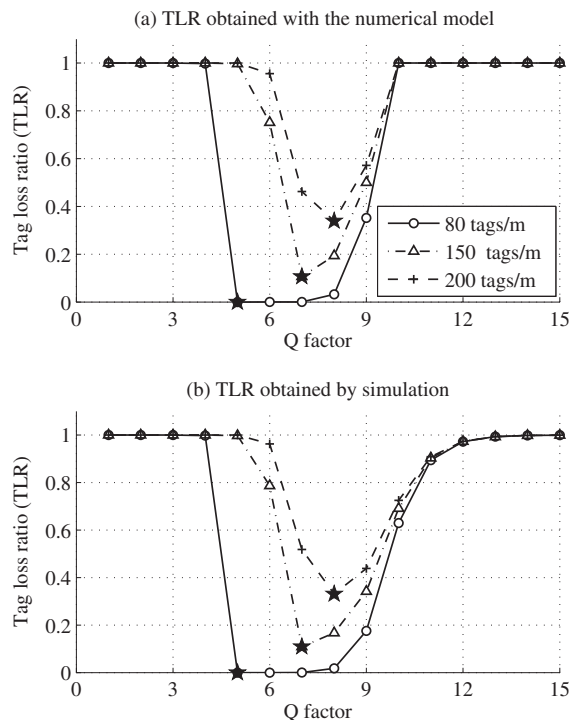 (a) TLR obtained with the numerical model
1
0.8
0.6
0.4
0.2
0
Tag loss ratio (TLR)
80 tags/m
150 tags/m
200 tags/m
0 3 6 9 12 15
Q factor
(b) TLR obtained by simulation
1
0.8
0.6
0.4
0.2
0
Tag loss ratio (TLR)
0 3 6 9 12 15
Q factor